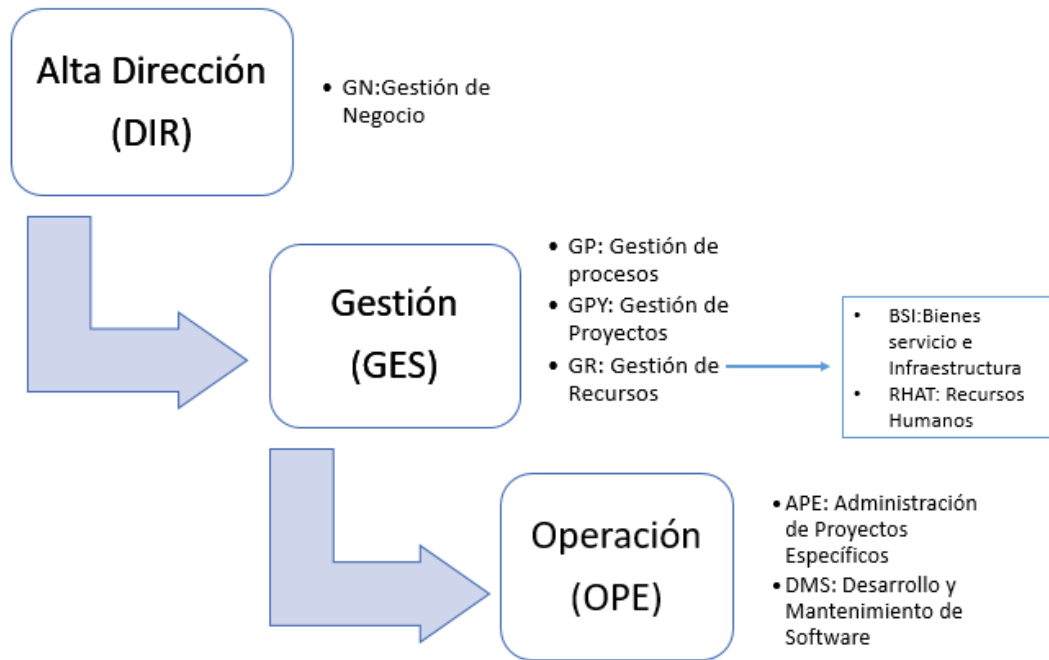 Alta Dirección
(DIR)
• GN:Gestión de
Negocio
Gestión
(GES)
• GP: Gestión de
procesos
• GPY: Gestión de
Proyectos
• GR: Gestión de
Recursos
• BSI:Bienes
servicio e
Infraestructura
• RHAT: Recursos
Humanos
Operación
(OPE)
• APE: Administración
de Proyectos
Específicos
• DMS: Desarrollo y
Mantenimiento de
Software